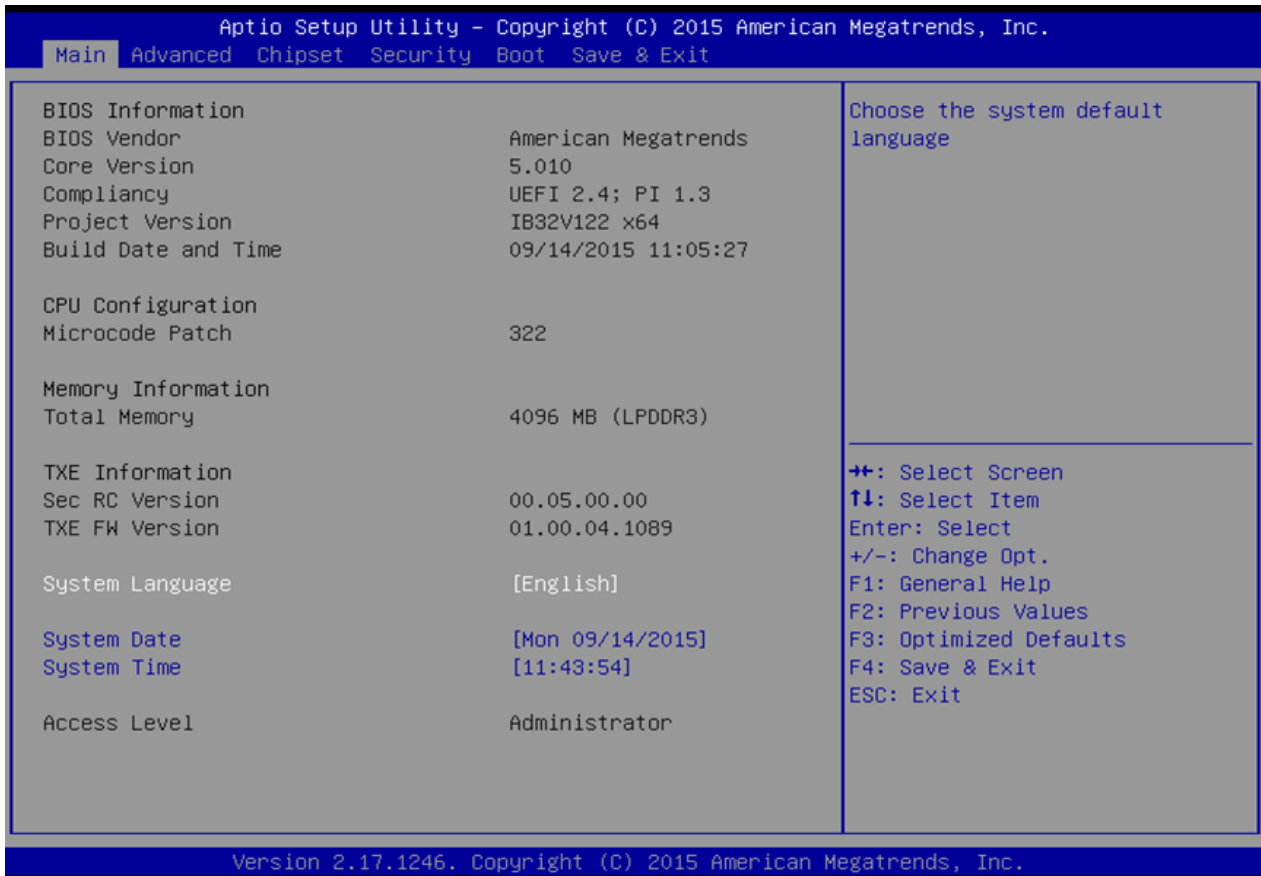 Aptio Setup Utility – Copyright (C) 2015 American Megatrends, Inc.
Main Advanced Chipset Security Boot Save & Exit
BIOS Information
BIOS Vendor American Megatrends
Core Version 5.010
Compliancy UEFI 2.4; PI 1.3
Project Version IB32V122 x64
Build Date and Time 09/14/2015 11:05:27
CPU Configuration
Microcode Patch 322
Memory Information
Total Memory 4096 MB (LPDDR3)
TXE Information
Sec RC Version 00.05.00.00
TXE FW Version 01.00.04.1089
System Language [English]
System Date [Mon 09/14/2015]
System Time [11:43:54]
Access Level Administrator
Choose the system default
language
→←: Select Screen
↑↓: Select Item
Enter: Select
+/-: Change Opt.
F1: General Help
F2: Previous Values
F3: Optimized Defaults
F4: Save & Exit
ESC: Exit
Version 2.17.1246. Copyright (C) 2015 American Megatrends, Inc.